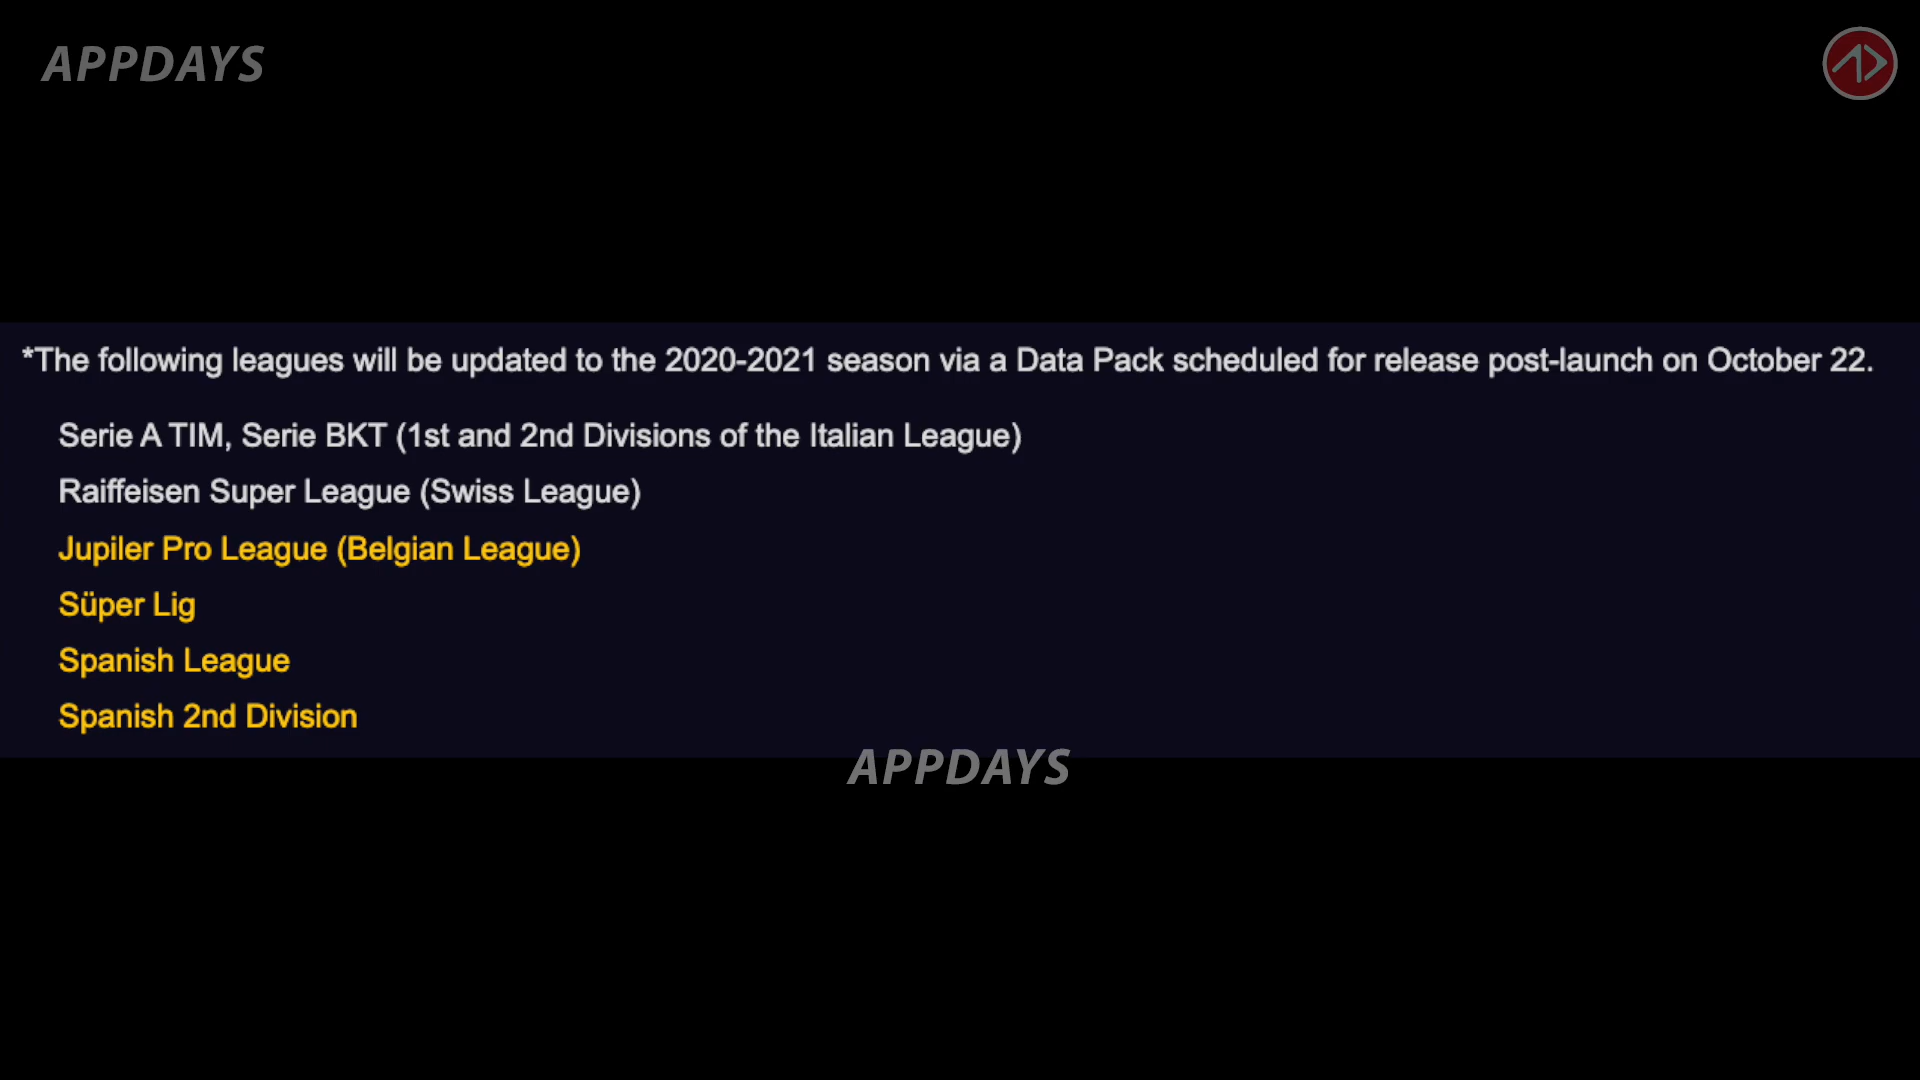 APPDAYS
*The following leagues will be updated to the 2020-2021 season via a Data Pack scheduled for release post-launch on October 22.
Serie A TIM, Serie BKT (1st and 2nd Divisions of the Italian League)
Raiffeisen Super League (Swiss League)
Jupiler Pro League (Belgian League)
Süper Lig
Spanish League
Spanish 2nd Division
APPDAYS